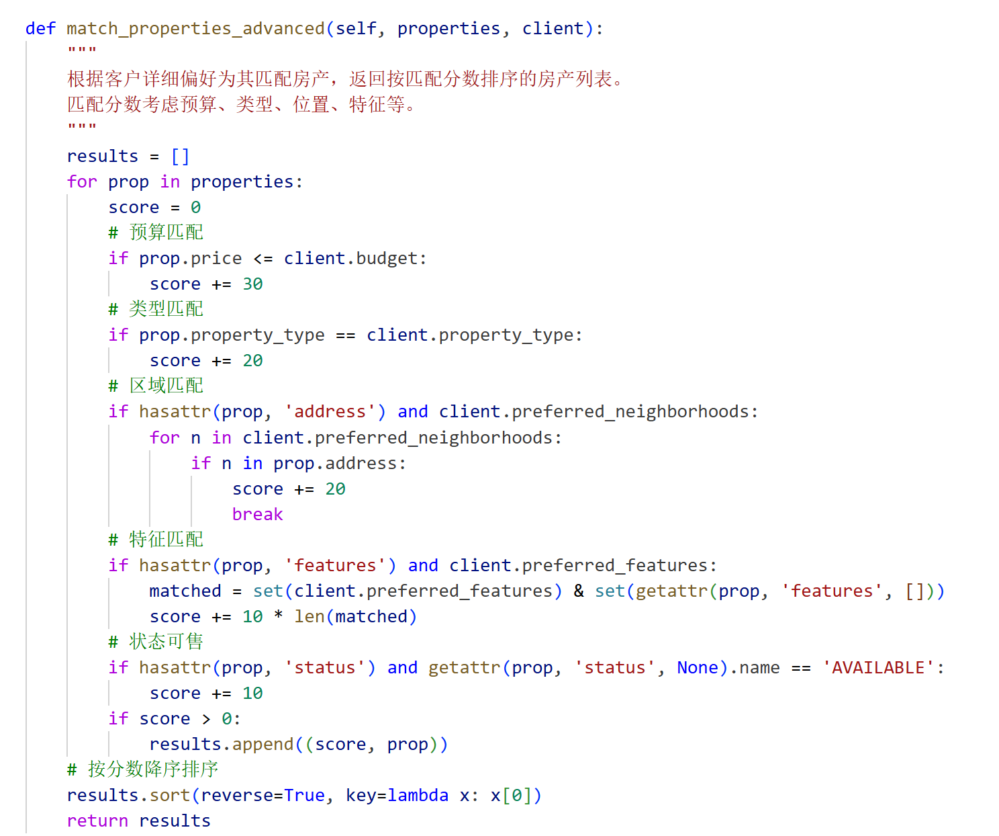 def match_properties_advanced(self, properties, client):
    """
    根据客户详细偏好为其匹配房产，返回按匹配分数排序的房产列表。
    匹配分数考虑预算、类型、位置、特征等。
    """
    results = []
    for prop in properties:
        score = 0
        # 预算匹配
        if prop.price <= client.budget:
            score += 30
        # 类型匹配
        if prop.property_type == client.property_type:
            score += 20
        # 区域匹配
        if hasattr(prop, 'address') and client.preferred_neighborhoods:
            for n in client.preferred_neighborhoods:
                if n in prop.address:
                    score += 20
                    break
        # 特征匹配
        if hasattr(prop, 'features') and client.preferred_features:
            matched = set(client.preferred_features) & set(getattr(prop, 'features', []))
            score += 10 * len(matched)
        # 状态可售
        if hasattr(prop, 'status') and getattr(prop, 'status', None).name == 'AVAILABLE':
            score += 10
        if score > 0:
            results.append((score, prop))
    # 按分数降序排序
    results.sort(reverse=True, key=lambda x: x[0])
    return results